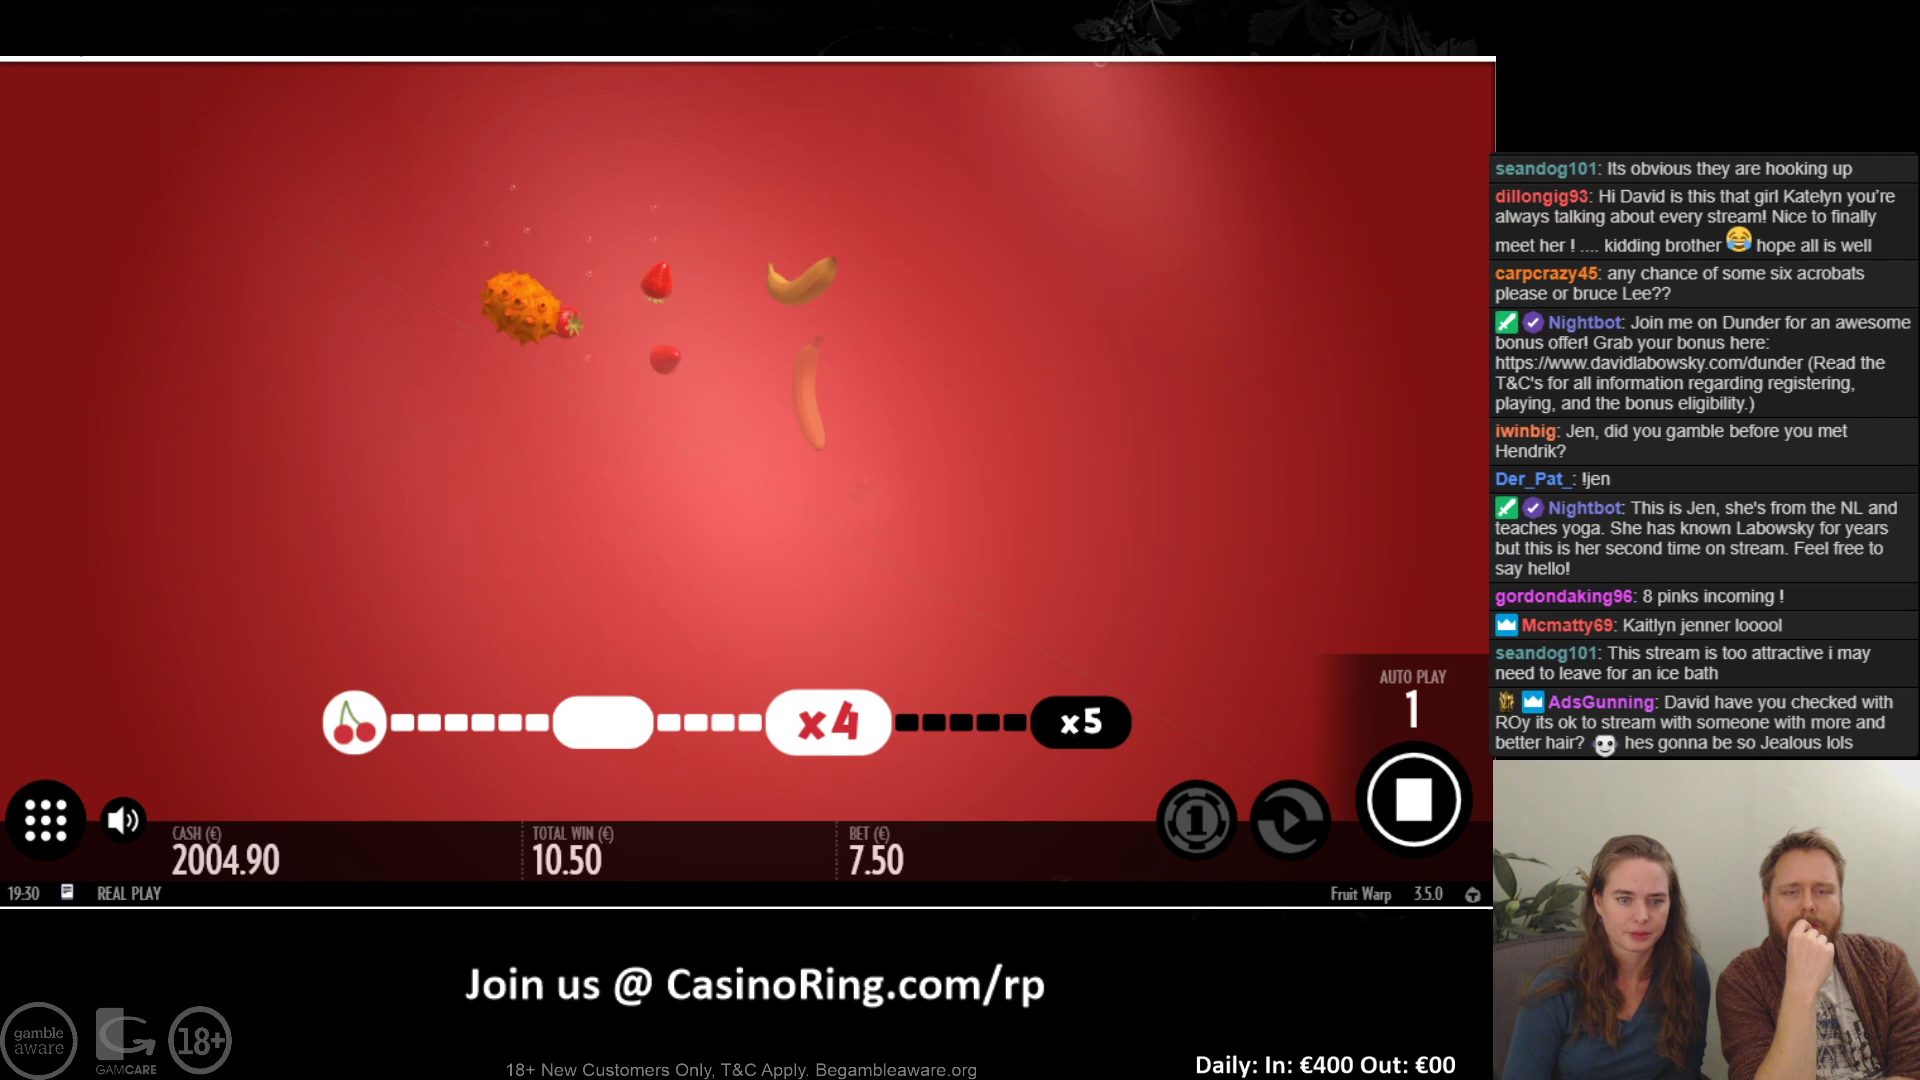 seandog101: Its obvious they are hooking up
dillongig93: Hi David is this that girl Katelyn you're
always talking about every stream! Nice to finally
meet her ! .... kidding brother 😂 hope all is well
carpcrazy45: any chance of some six acrobats
please or bruce Lee??
Nightbot: Join me on Dunder for an awesome
bonus offer! Grab your bonus here:
https://www.davidlabowsky.com/dunder (Read the
T&C's for all information regarding registering,
playing, and the bonus eligibility.)
iwinbig: Jen, did you gamble before you met
Hendrik?
Der_Pat_: !jen
Nightbot: This is Jen, she's from the NL and
teaches yoga. She has known Labowsky for years
but this is her second time on stream. Feel free to
say hello!
gordondaking96: 8 pinks incoming !
Mcmatty69: Kaitlyn jenner looool
seandog101: This stream is too attractive i may
need to leave for an ice bath
AdsGunning: David have you checked with
ROy its ok to stream with someone with more and
better hair? hes gonna be so Jealous lols
AUTO PLAY
1
x4
x5
1
CASH (€)
2004.90
TOTAL WIN (€)
10.50
BET (€)
7.50
19:30
REAL PLAY
Fruit Warp
3.5.0
Join us @ CasinoRing.com/rp
gamble
aware
GAMCARE
18+
18+ New Customers Only, T&C Apply. Begambleaware.org
Daily: In: €400 Out: €00